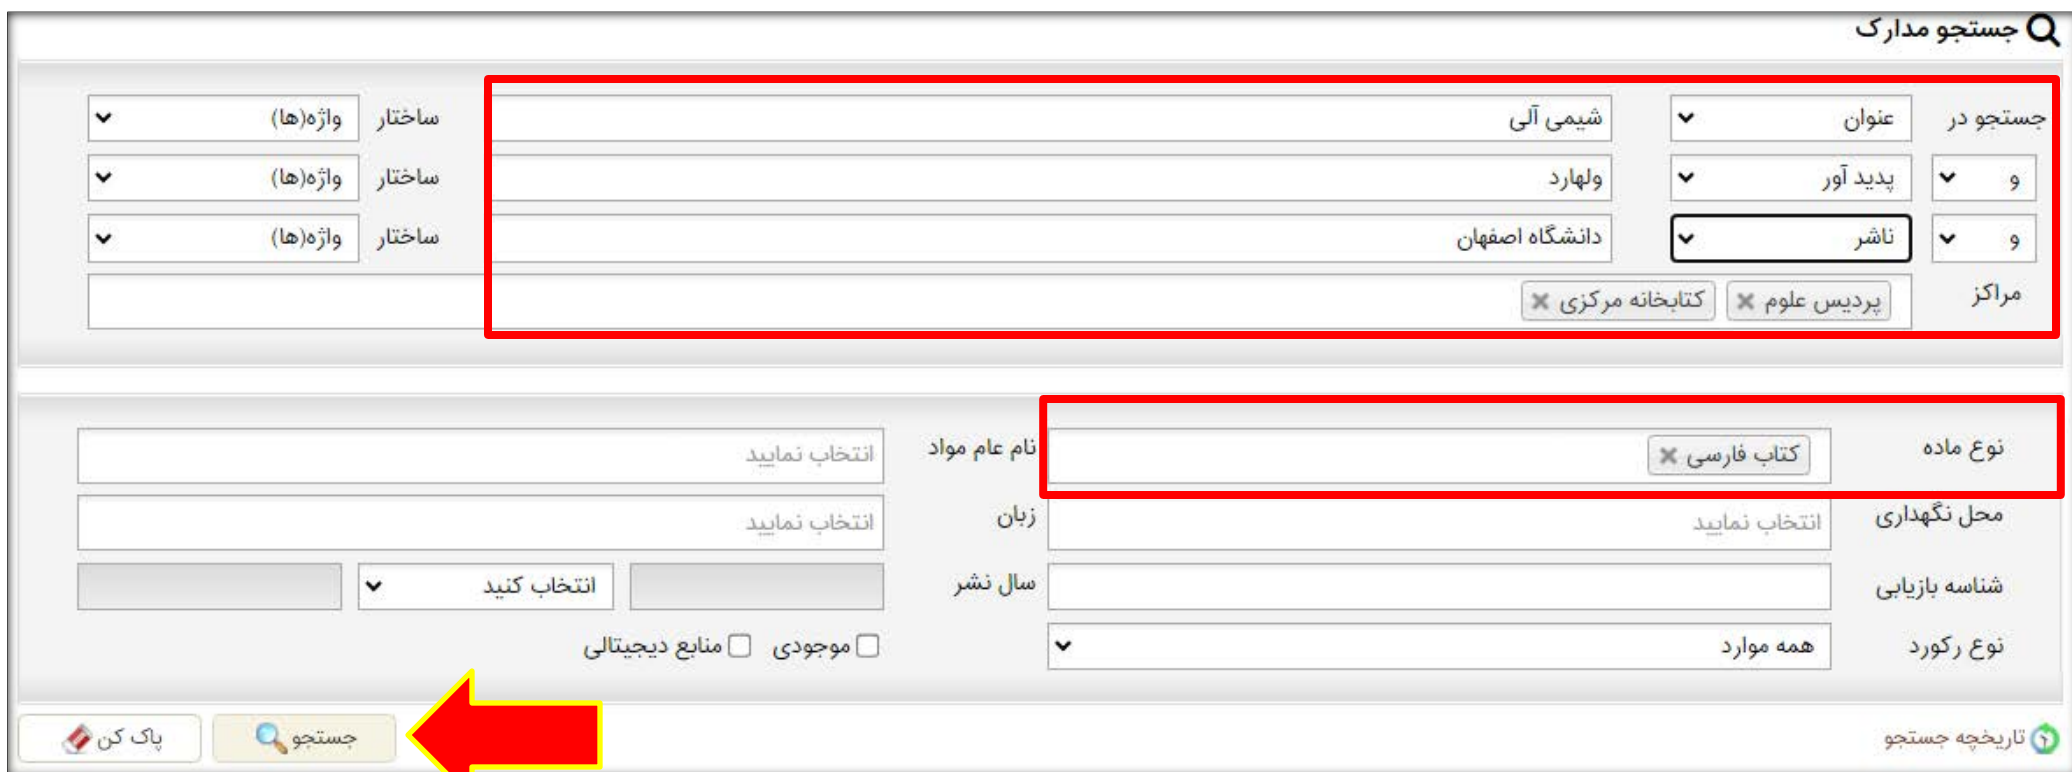 جستجو مدارک
جستجو در عنوان شیمی آلی ساختار واژه(ها)
و پدید آور ولهارد ساختار واژه(ها)
و ناشر دانشگاه اصفهان ساختار واژه(ها)
مراکز پردیس علوم کتابخانه مرکزی
نوع ماده کتاب فارسی نام عام مواد انتخاب نمایید
محل نگهداری انتخاب نمایید زبان انتخاب نمایید
شناسه بازیابی سال نشر انتخاب کنید
نوع رکورد همه موارد موجودی منابع دیجیتالی
تاریخچه جستجو جستجو پاک کن